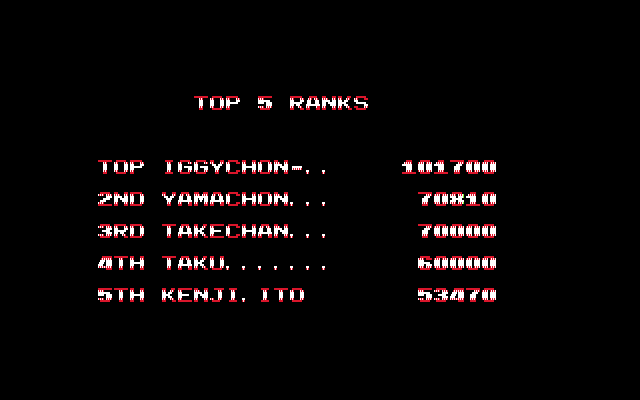 TOP 5 RANKS
TOP IGGYCHON-.. 101700
2ND YAMACHON... 70810
3RD TAKECHAN... 70000
4TH TAKU....... 60000
5TH KENJI.ITO 53470